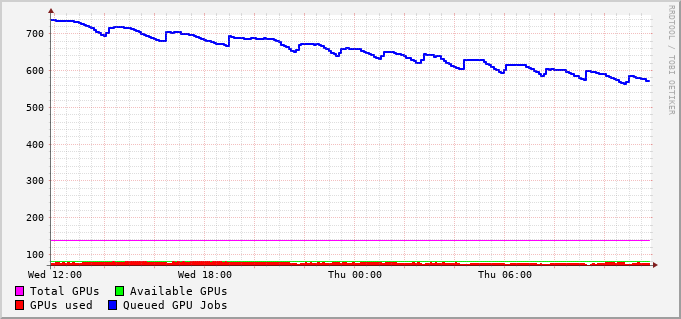 700
600
500
400
300
200
100
Wed 12:00 Wed 18:00 Thu 00:00 Thu 06:00
Total GPUs Available GPUs
GPUs used Queued GPU Jobs
RRDTOOL / TOBI OETIKER